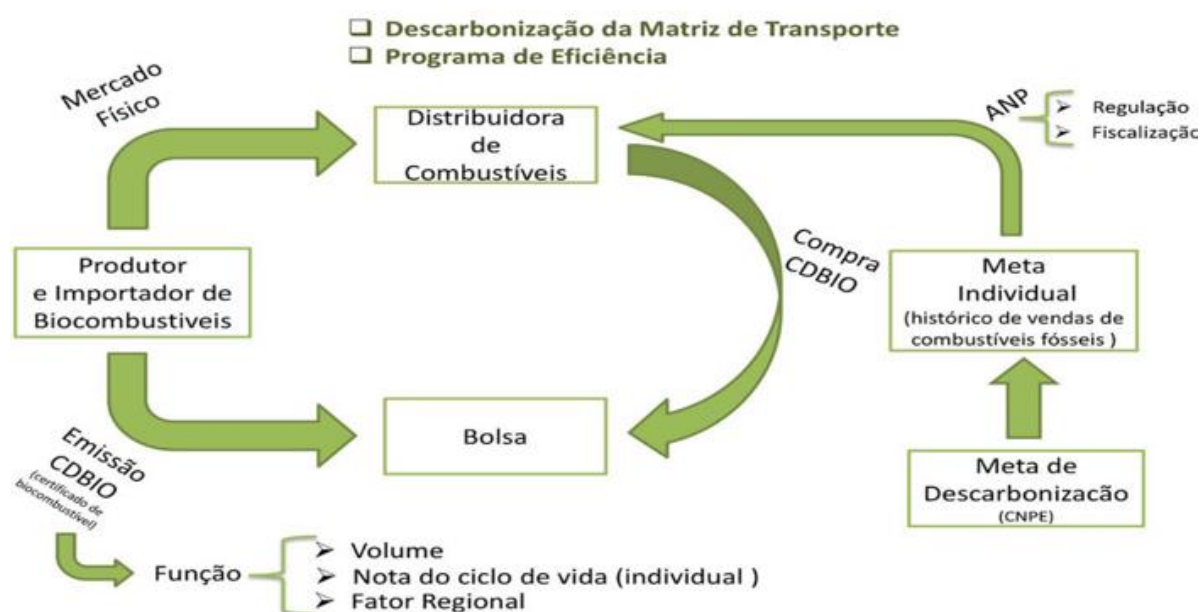 Descarbonização da Matriz de Transporte
Programa de Eficiência
Mercado
Físico
Distribuidora
de
Combustíveis
ANP
Regulação
Fiscalização
Produtor
e Importador de
Biocombustiveis
Compra
CDBIO
Meta
Individual
(histórico de vendas de
combustíveis fósseis )
Bolsa
Emissão
CDBIO
(certificado de
biocombustível)
Meta de
Descarbonizacão
(CNPE)
Função
Volume
Nota do ciclo de vida (individual )
Fator Regional